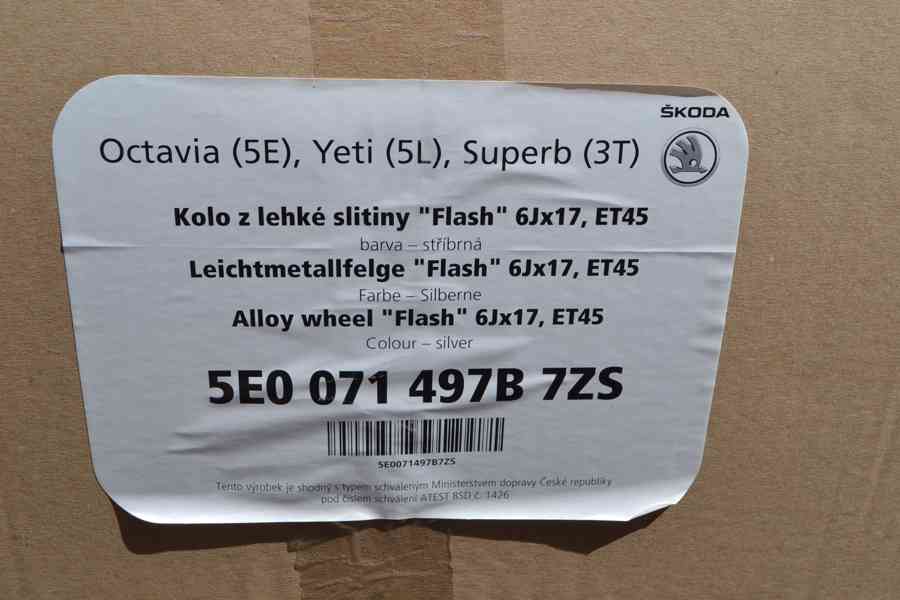 ŠKODA
Octavia (5E), Yeti (5L), Superb (3T)
Kolo z lehké slitiny "Flash" 6Jx17, ET45
barva – stříbrná
Leichtmetallfelge "Flash" 6Jx17, ET45
Farbe – Silberne
Alloy wheel "Flash" 6Jx17, ET45
Colour – silver
5E0 071 497B 7ZS
5E0071497B7ZS
Tento výrobek je shodný s typem schváleným Ministerstvem dopravy České republiky
pod číslem schválení ATEST 8SD č. 1426